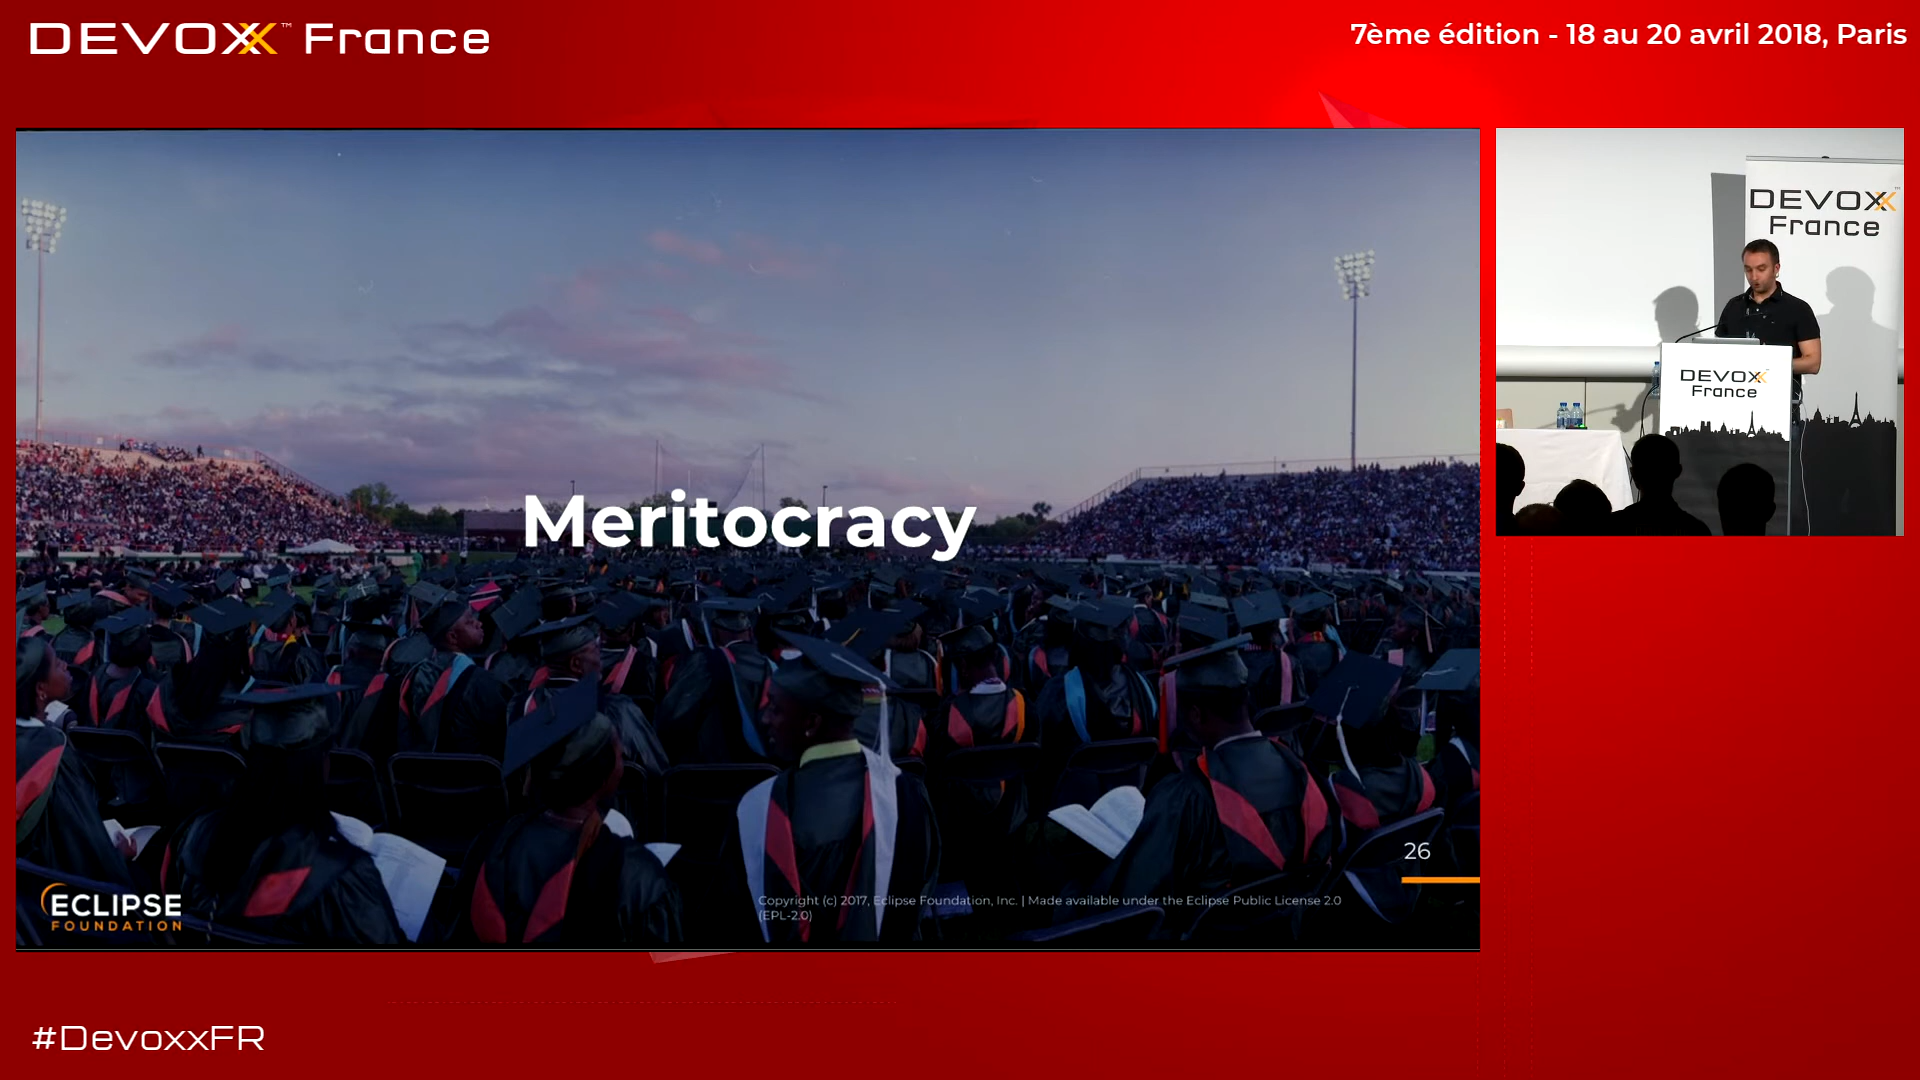 DEVOXX™ France
7ème édition - 18 au 20 avril 2018, Paris
DEVOXX™
France
DEVOXX
France
Meritocracy
26
ECLIPSE
FOUNDATION
Copyright (c) 2017, Eclipse Foundation, Inc. | Made available under the Eclipse Public License 2.0
(EPL-2.0)
#DevoxxFR